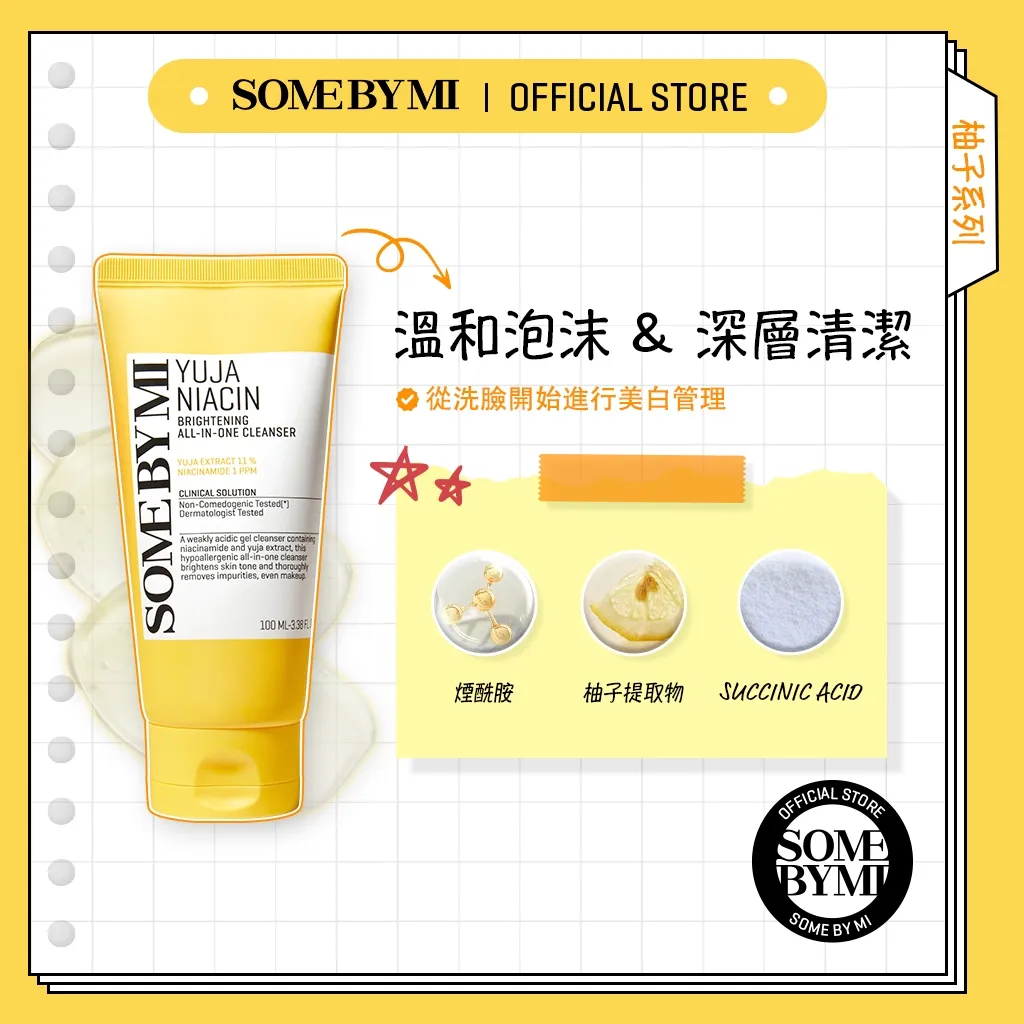 SOME BY MI | OFFICIAL STORE
柚子系列
溫和泡沫 & 深層清潔
從洗臉開始進行美白管理
SOME BY MI
YUJA
NIACIN
BRIGHTENING
ALL-IN-ONE CLEANSER
YUJA EXTRACT 11 %
NIACINAMIDE 1 PPM
CLINICAL SOLUTION
Non-Comedogenic Tested(*)
Dermatologist Tested
A weakly acidic gel cleanser containing
niacinamide and yuja extract, this
hypoallergenic all-in-one cleanser
brightens skin tone and thoroughly
removes impurities, even makeup.
100 ML-3.38 FL
煙酰胺
柚子提取物
SUCCINIC ACID
OFFICIAL STORE
SOME
BY MI
SOME BY MI